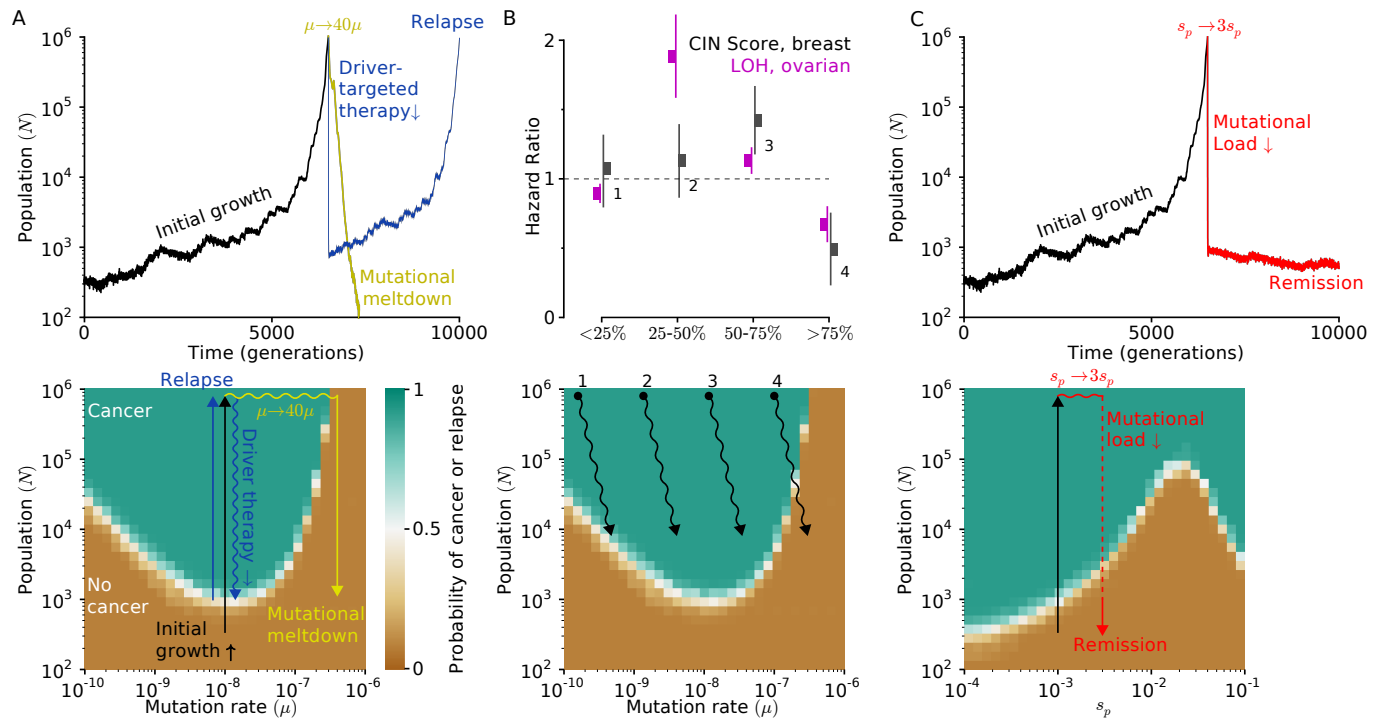 A
μ→40μ
Relapse
Driver-
targeted
therapy↓
Initial growth
Mutational
meltdown
Population (N)
10^6
10^5
10^4
10^3
10^2
0
5000
10000
Time (generations)
B
CIN Score, breast
LOH, ovarian
Hazard Ratio
2
1
0
1
2
3
4
<25%
25-50%
50-75%
>75%
C
s_p→3s_p
Mutational
Load ↓
Initial growth
Remission
Population (N)
10^6
10^5
10^4
10^3
10^2
0
5000
10000
Time (generations)
Relapse
Cancer
μ→40μ
Driver therapy↓
No
cancer
Initial
growth↑
Mutational
meltdown
Population (N)
10^6
10^5
10^4
10^3
10^2
10^-10
10^-9
10^-8
10^-7
10^-6
Mutation rate (μ)
1
0.5
0
Probability of cancer or relapse
1
2
3
4
Population (N)
10^6
10^5
10^4
10^3
10^2
10^-10
10^-9
10^-8
10^-7
10^-6
Mutation rate (μ)
s_p→3s_p
Mutational
load ↓
Remission
Population (N)
10^6
10^5
10^4
10^3
10^2
10^-4
10^-3
10^-2
10^-1
s_p